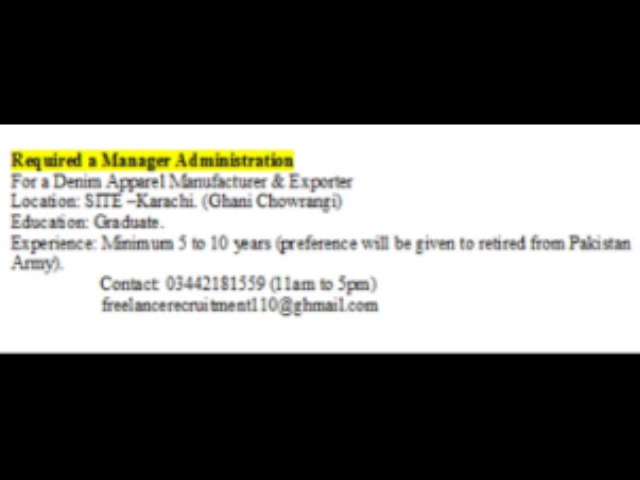 Required a Manager Administration
For a Denim Apparel Manufacturer & Exporter
Location: SITE –Karachi. (Ghani Chowrangi)
Education: Graduate.
Experience: Minimum 5 to 10 years (preference will be given to retired from Pakistan
Army).
Contact: 03442181559 (11am to 5pm)
freelancerecruitment110@ghmail.com